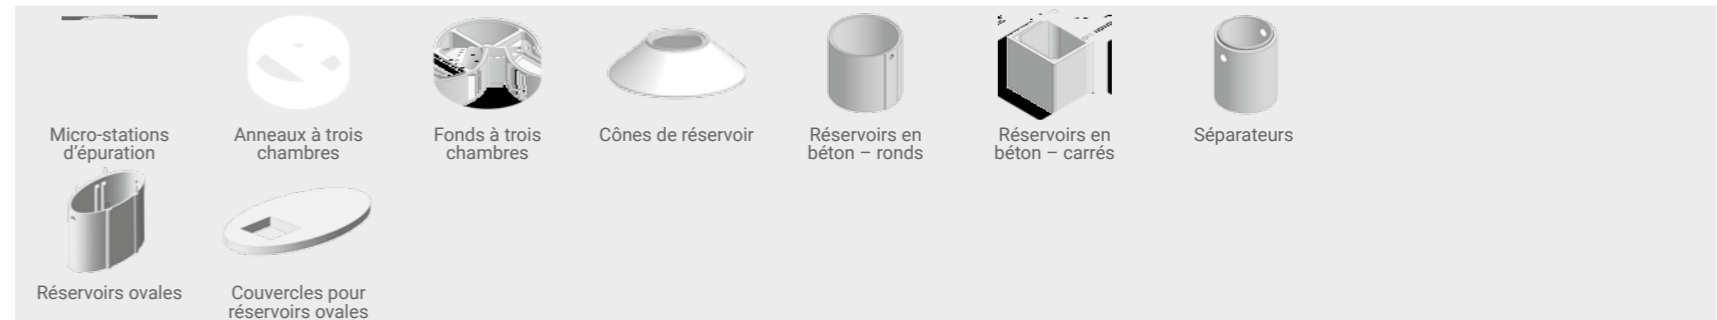 Micro-stations
d’épuration
Anneaux à trois
chambres
Fonds à trois
chambres
Cônes de réservoir
Réservoirs en
béton – ronds
Réservoirs en
béton – carrés
Séparateurs
Réservoirs ovales
Couvercles pour
réservoirs ovales